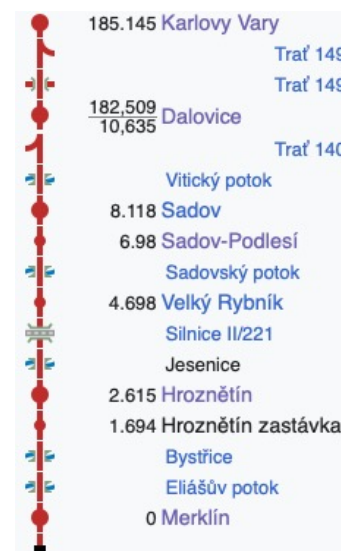 185.145 Karlovy Vary
Trať 149
Trať 149
182,509
10,635 Dalovice
Trať 140
Vitický potok
8.118 Sadov
6.98 Sadov-Podlesí
Sadovský potok
4.698 Velký Rybník
Silnice II/221
Jesenice
2.615 Hroznětín
1.694 Hroznětín zastávka
Bystřice
Eliášův potok
0 Merklín